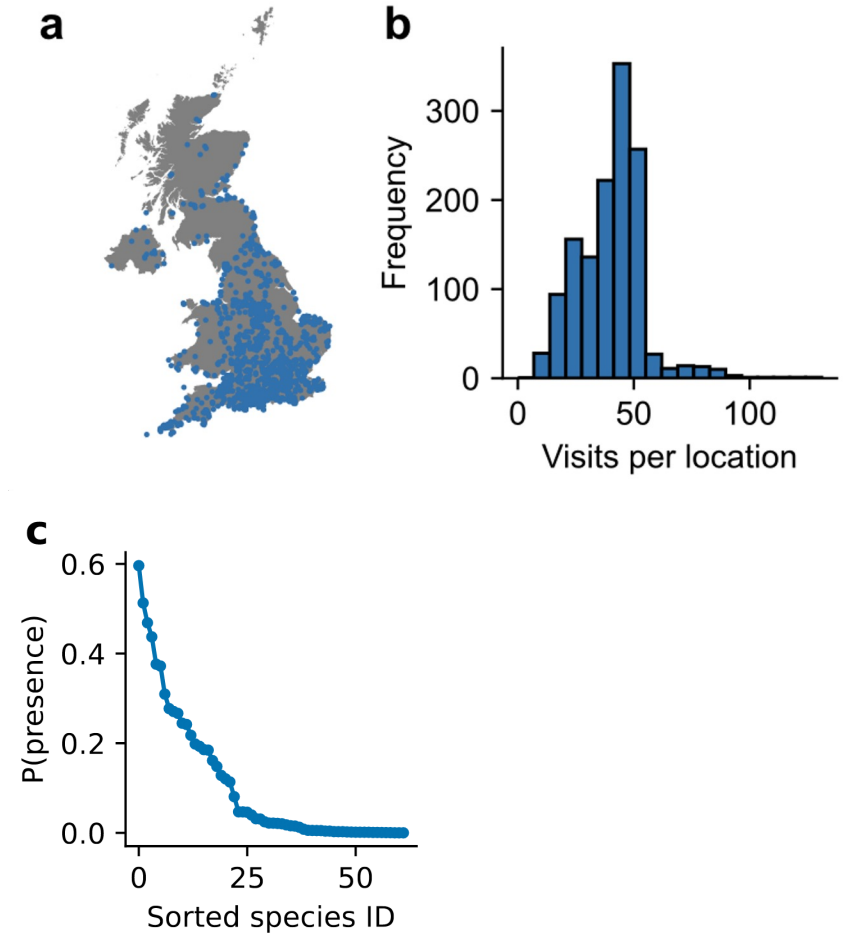 a
b
300
200
100
0
Frequency
0
50
100
Visits per location
c
0.6
0.4
0.2
0.0
P(presence)
0
25
50
Sorted species ID